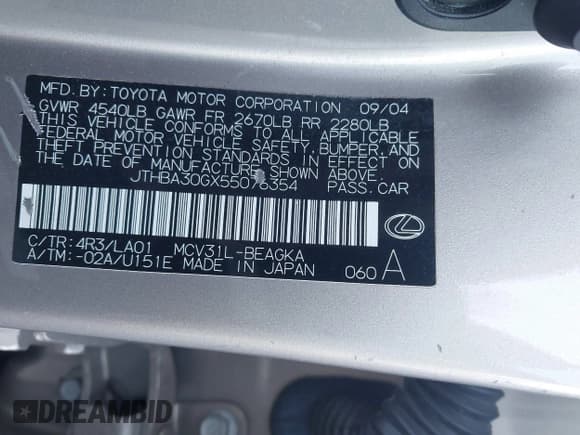 MFD. BY: TOYOTA MOTOR CORPORATION 09/04
GVWR 4540LB GAWR FR 2670LB RR 2280LB
THIS VEHICLE CONFORMS TO ALL APPLICABLE
FEDERAL MOTOR VEHICLE SAFETY, BUMPER, AND
THEFT PREVENTION STANDARDS IN EFFECT ON
THE DATE OF MANUFACTURE SHOWN ABOVE.
JTHBA30GX55076354 PASS. CAR
C/TR: 4R3/LA01 MCV31L-BEAGKA
A/TM: -02A/U151E MADE IN JAPAN 060 A
DREAMBID